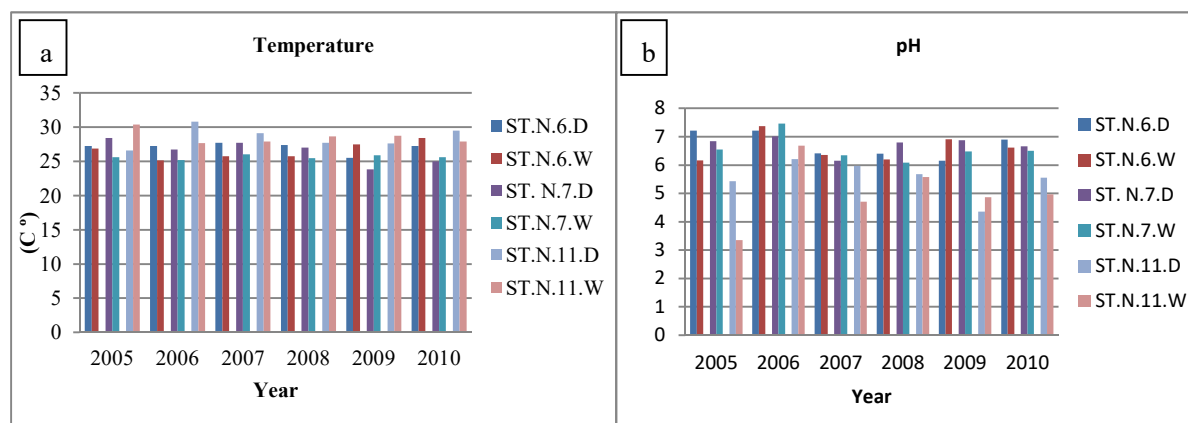 a
Temperature
35
30
25
20
15
10
5
0
(C º)
2005 2006 2007 2008 2009 2010
Year
ST.N.6.D
ST.N.6.W
ST. N.7.D
ST.N.7.W
ST.N.11.D
ST.N.11.W
b
pH
8
7
6
5
4
3
2
1
0
2005 2006 2007 2008 2009 2010
Year
ST.N.6.D
ST.N.6.W
ST. N.7.D
ST.N.7.W
ST.N.11.D
ST.N.11.W